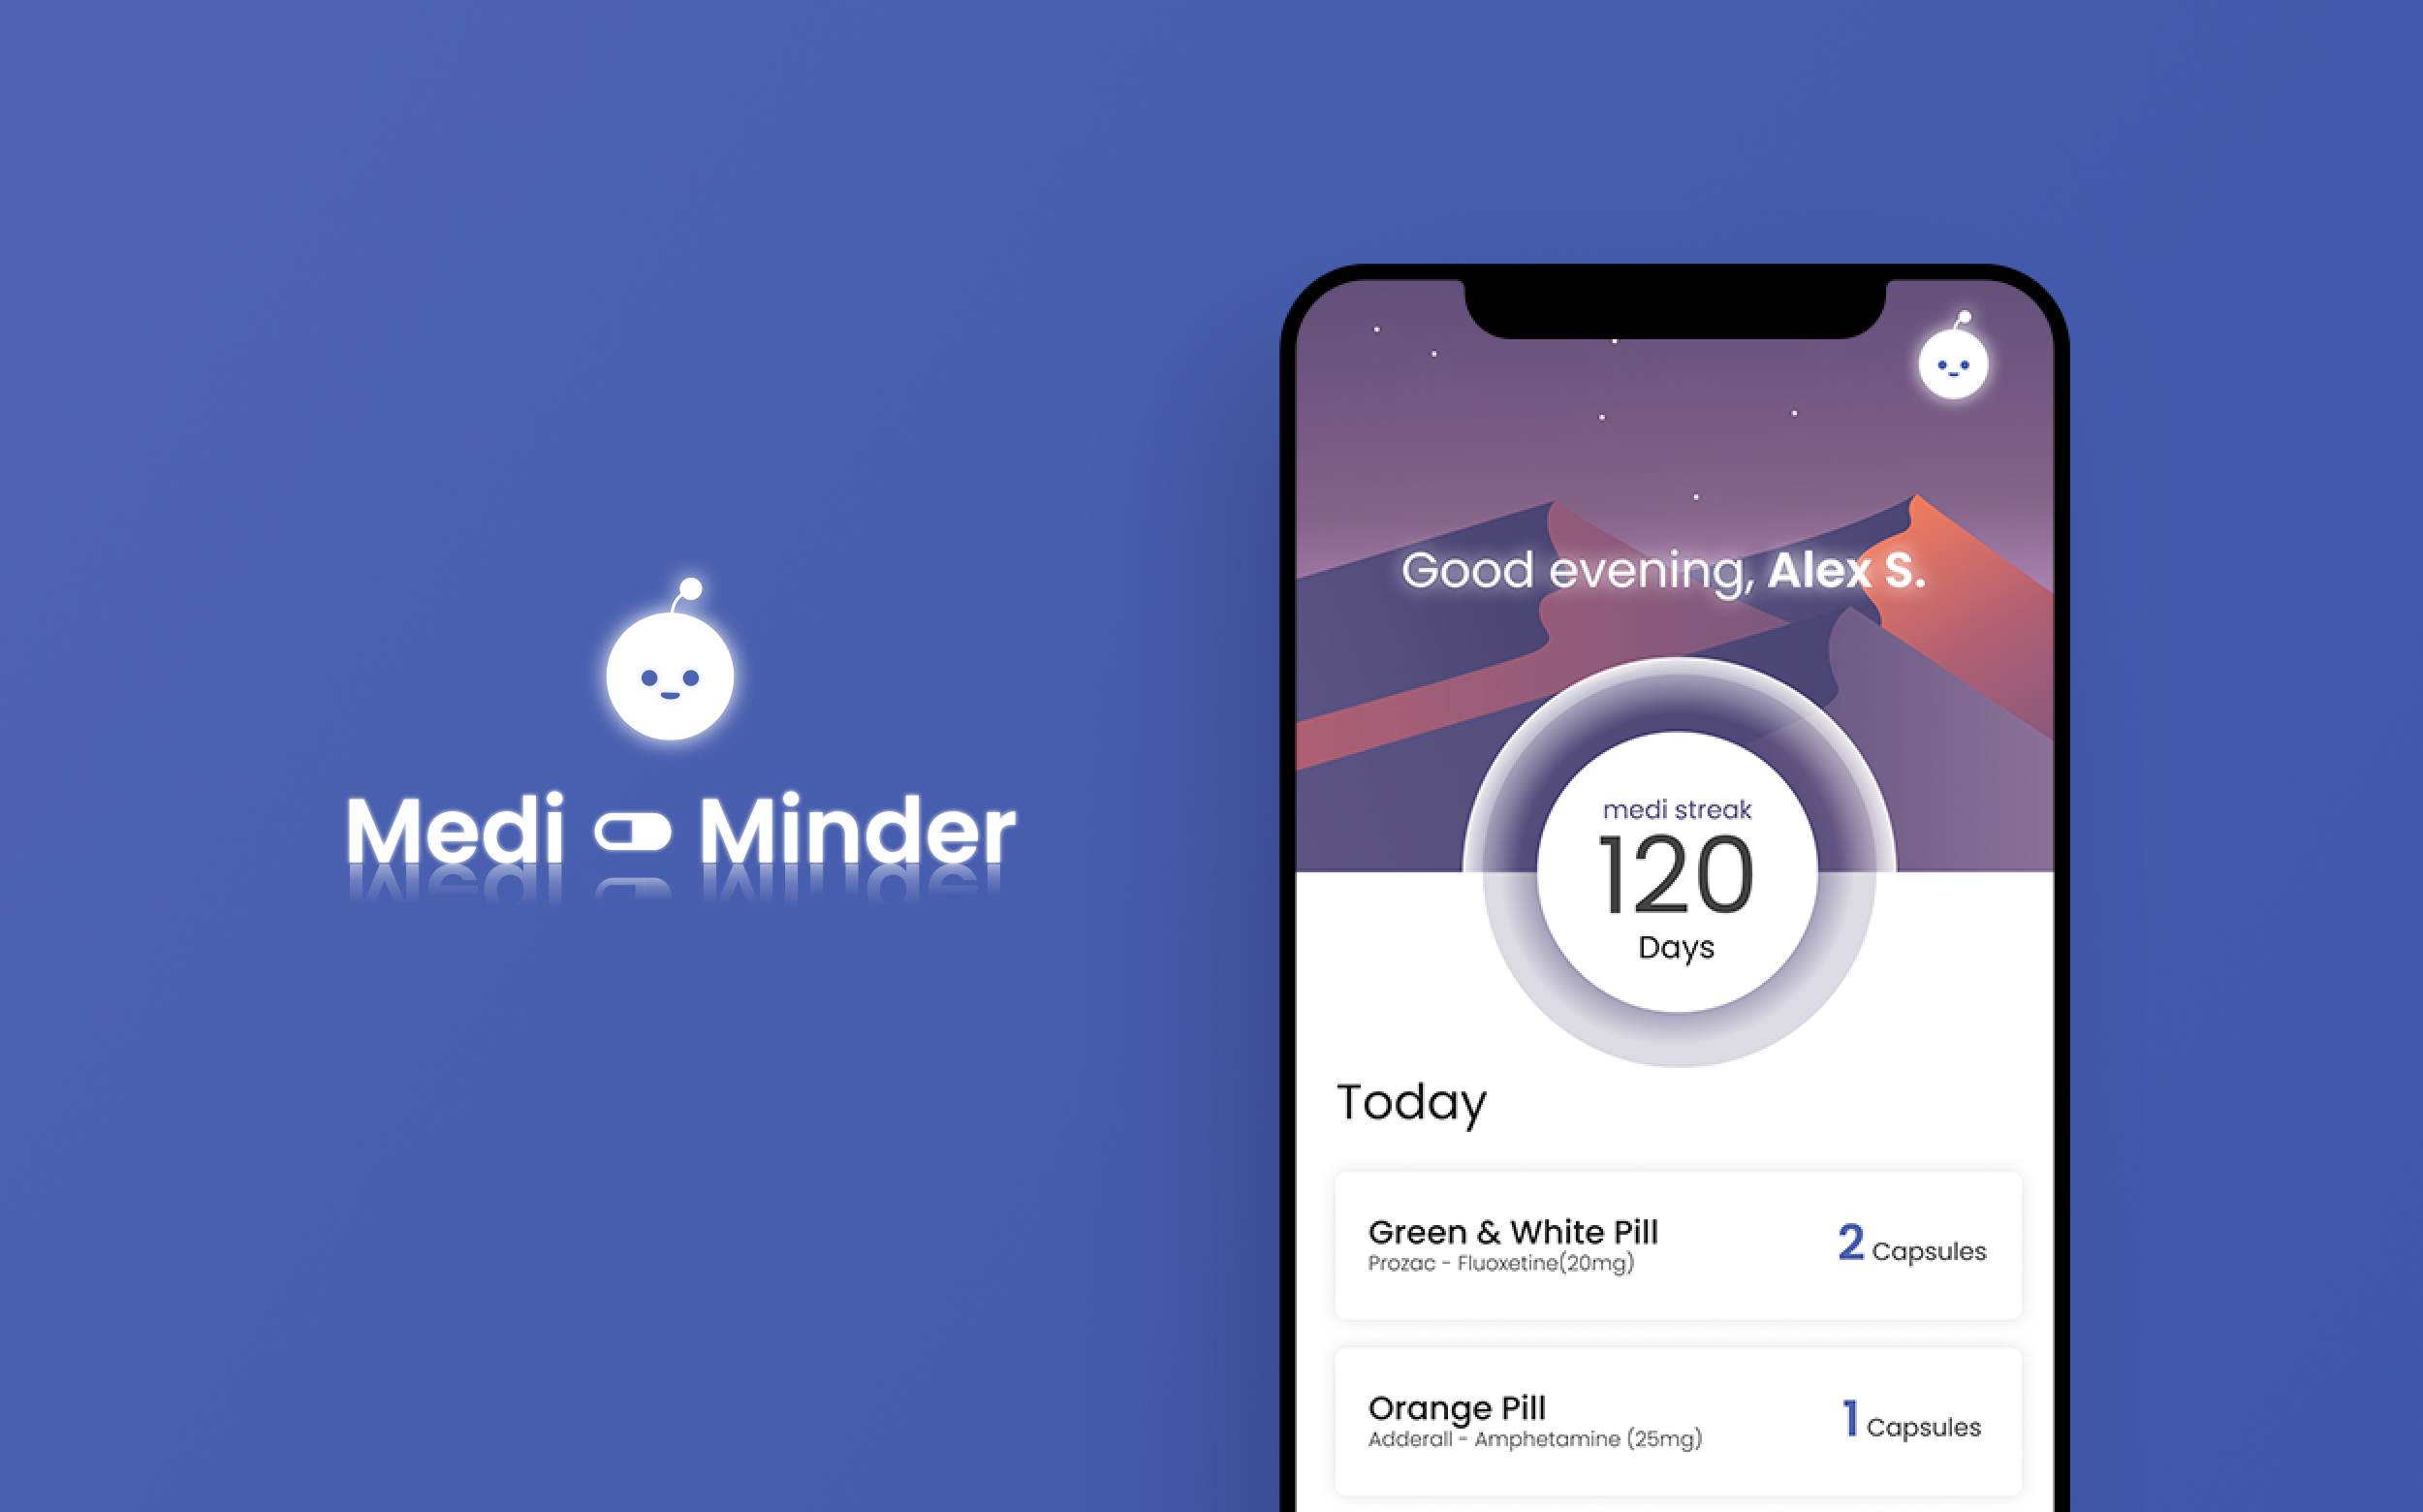 Medi Minder
Good evening, Alex S.
medi streak
120
Days
Today
Green & White Pill
Prozac - Fluoxetine(20mg)
2 Capsules
Orange Pill
Adderall - Amphetamine (25mg)
1 Capsules